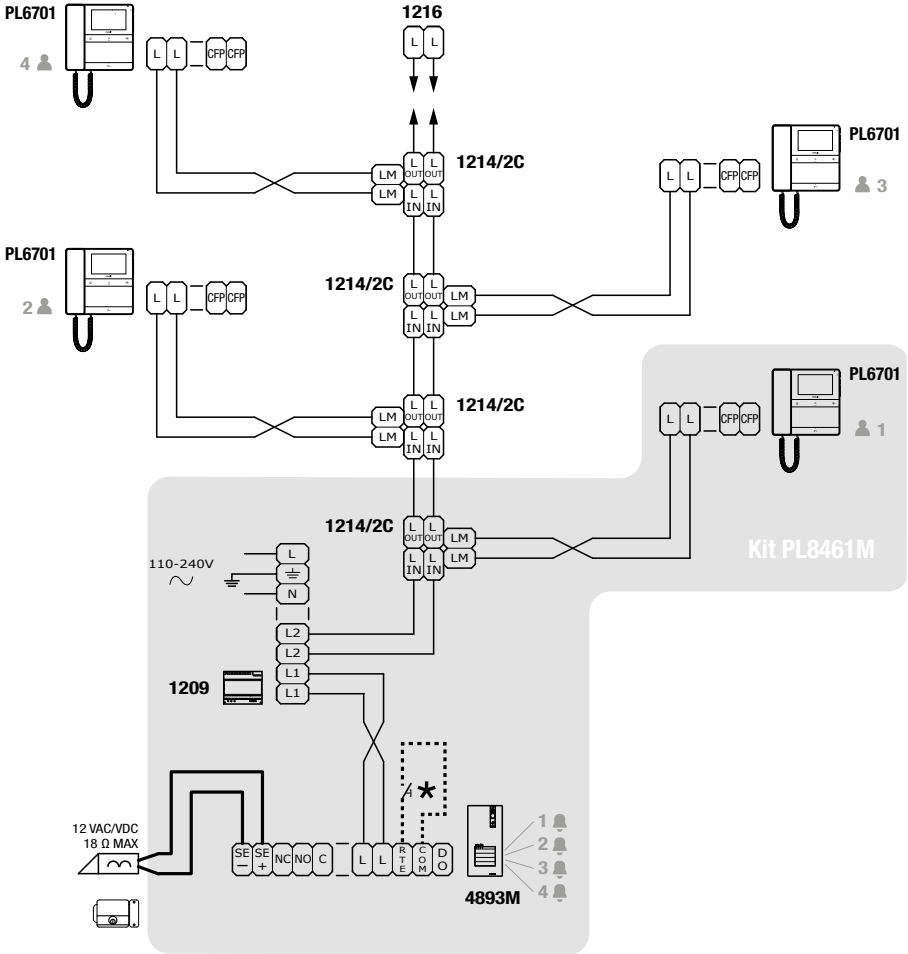 PL6701
1216
4
L L CFP CFP
L L
PL6701
1214/2C
LM L OUT L OUT
LM L IN L IN
L L CFP CFP
3
PL6701
1214/2C
L OUT L OUT LM
L IN L IN LM
2
L L CFP CFP
PL6701
1214/2C
LM L OUT L OUT
LM L IN L IN
L L CFP CFP
1
1214/2C
L OUT L OUT LM
L IN L IN LM
Kit PL8461M
110-240V
L
N
L2
L2
1209
L1
L1
*
12 VAC/VDC
18 Ω MAX
SE - SE + NC NO C L L RTE COM DO
1
2
3
4
4893M